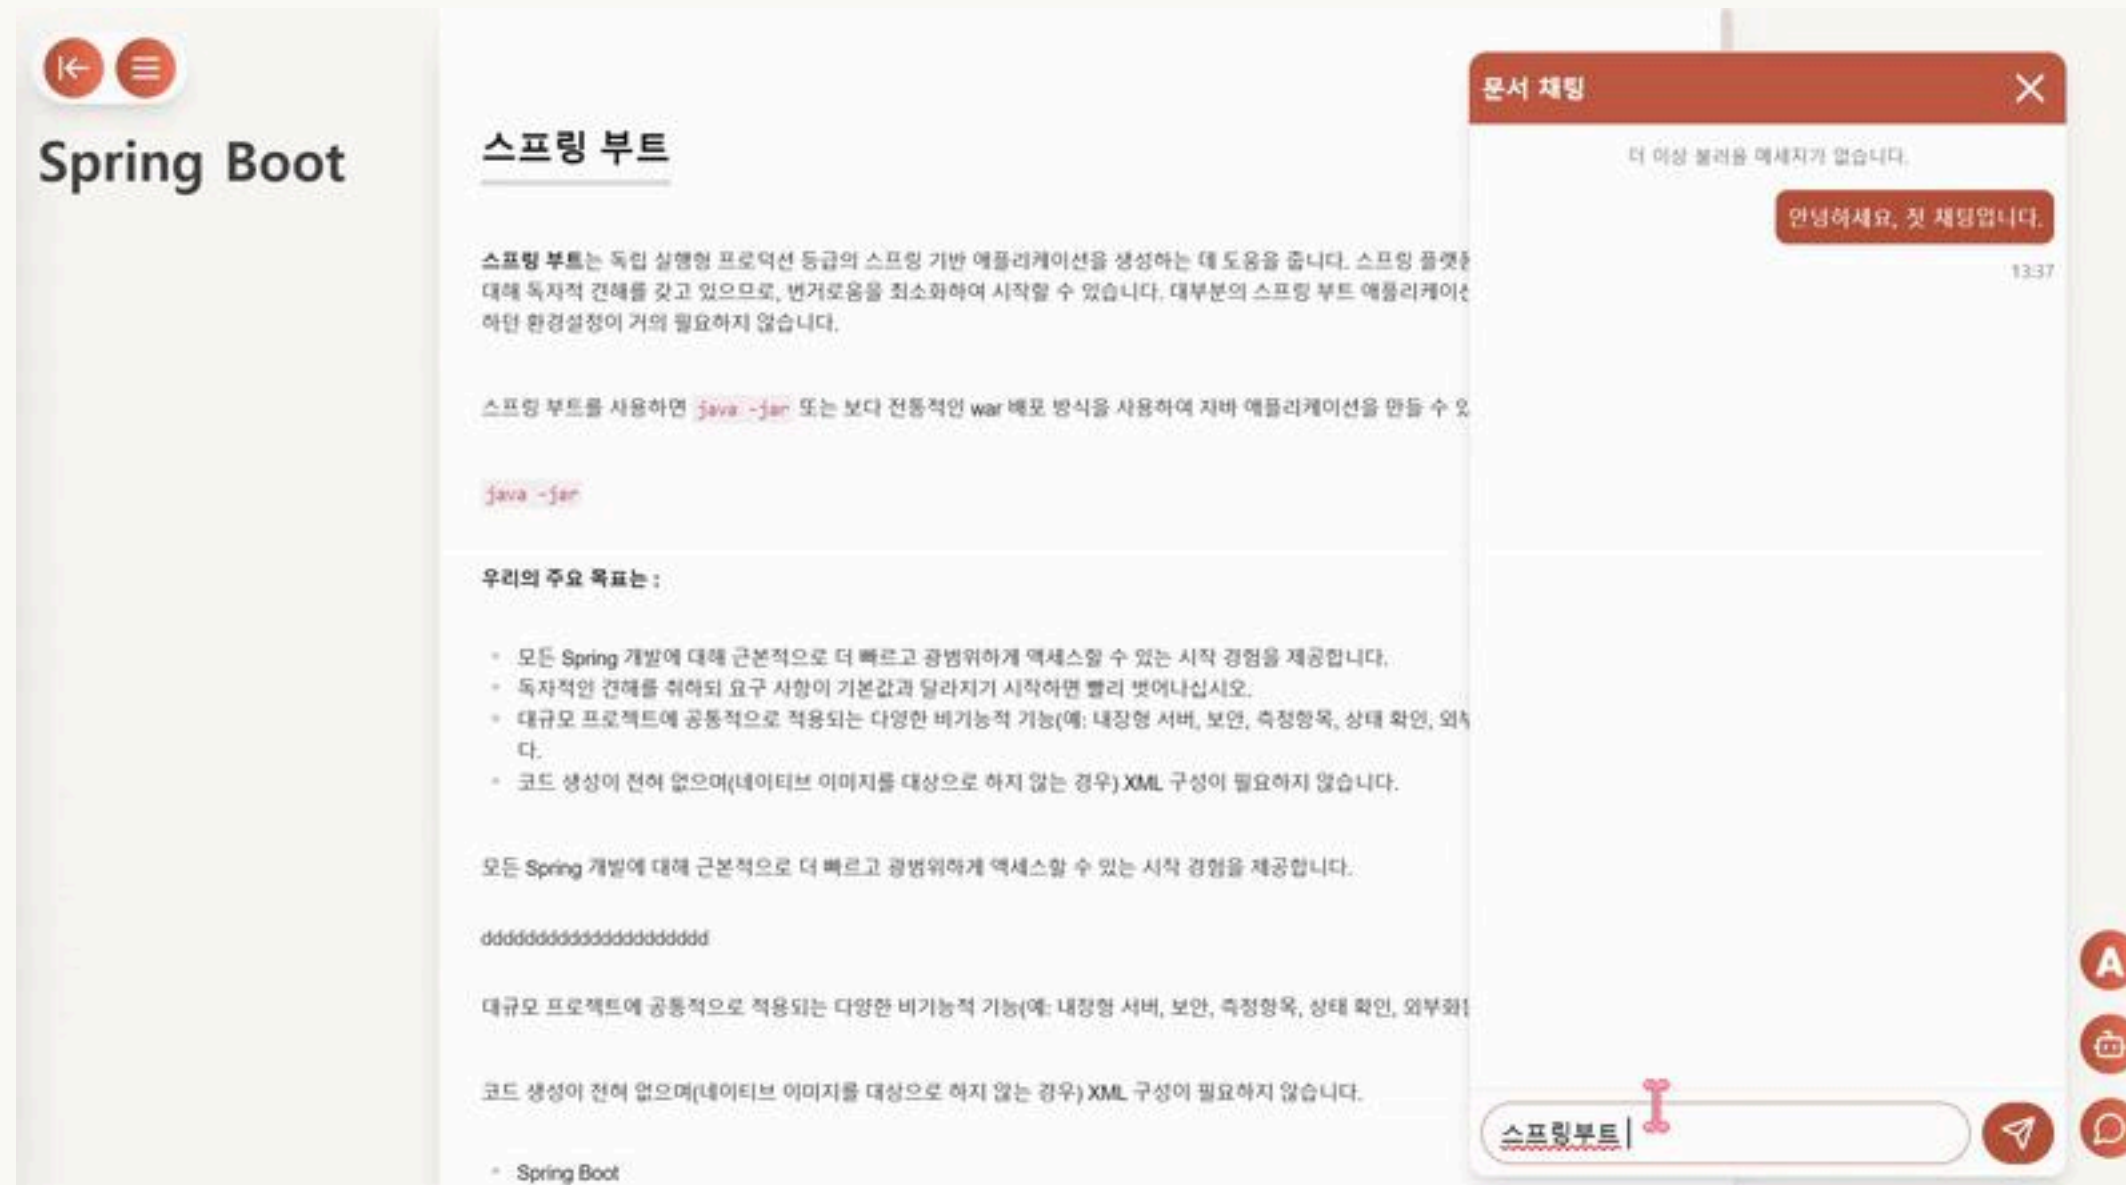 Spring Boot
스프링 부트
스프링 부트는 독립 실행형 프로덕션 등급의 스프링 기반 애플리케이션을 생성하는 데 도움을 줍니다. 스프링 플랫폼
대해 독자적 견해를 갖고 있으므로, 번거로움을 최소화하여 시작할 수 있습니다. 대부분의 스프링 부트 애플리케이션
하던 환경설정이 거의 필요하지 않습니다.
스프링 부트를 사용하면 java -jar 또는 보다 전통적인 war 배포 방식을 사용하여 자바 애플리케이션을 만들 수 있
java -jar
우리의 주요 목표는 :
모든 Spring 개발에 대해 근본적으로 더 빠르고 광범위하게 액세스할 수 있는 시작 경험을 제공합니다.
독자적인 견해를 취하되 요구 사항이 기본값과 달라지기 시작하면 빨리 벗어나십시오.
대규모 프로젝트에 공통적으로 적용되는 다양한 비기능적 기능(예: 내장형 서버, 보안, 측정항목, 상태 확인, 외부
다.
코드 생성이 전혀 없으며(네이티브 이미지를 대상으로 하지 않는 경우) XML 구성이 필요하지 않습니다.
모든 Spring 개발에 대해 근본적으로 더 빠르고 광범위하게 액세스할 수 있는 시작 경험을 제공합니다.
ddddddddddddddddddddd
대규모 프로젝트에 공통적으로 적용되는 다양한 비기능적 기능(예: 내장형 서버, 보안, 측정항목, 상태 확인, 외부화
코드 생성이 전혀 없으며(네이티브 이미지를 대상으로 하지 않는 경우) XML 구성이 필요하지 않습니다.
Spring Boot
문서 채팅
더 이상 불러올 메세지가 없습니다.
안녕하세요, 첫 채팅입니다.
13:37
스프링부트
A